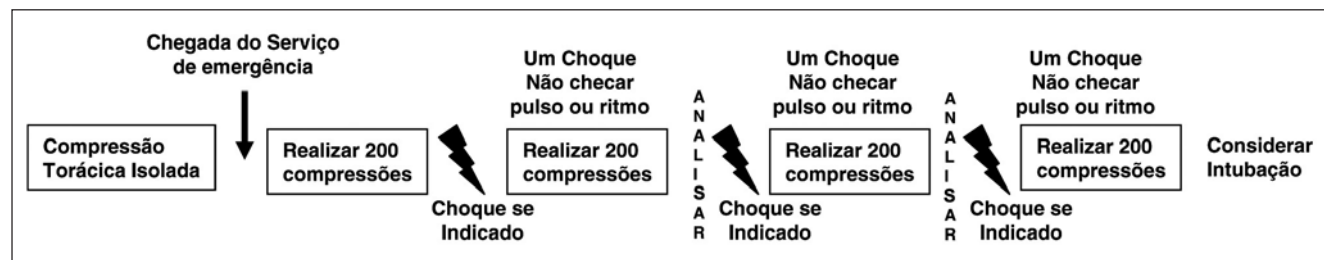 Chegada do Serviço
de emergência
Compressão
Torácica Isolada
Realizar 200
compressões
Choque se
Indicado
Um Choque
Não checar
pulso ou ritmo
Realizar 200
compressões
ANALISAR
Choque se
Indicado
Um Choque
Não checar
pulso ou ritmo
Realizar 200
compressões
ANALISAR
Choque se
Indicado
Um Choque
Não checar
pulso ou ritmo
Realizar 200
compressões
Considerar
Intubação